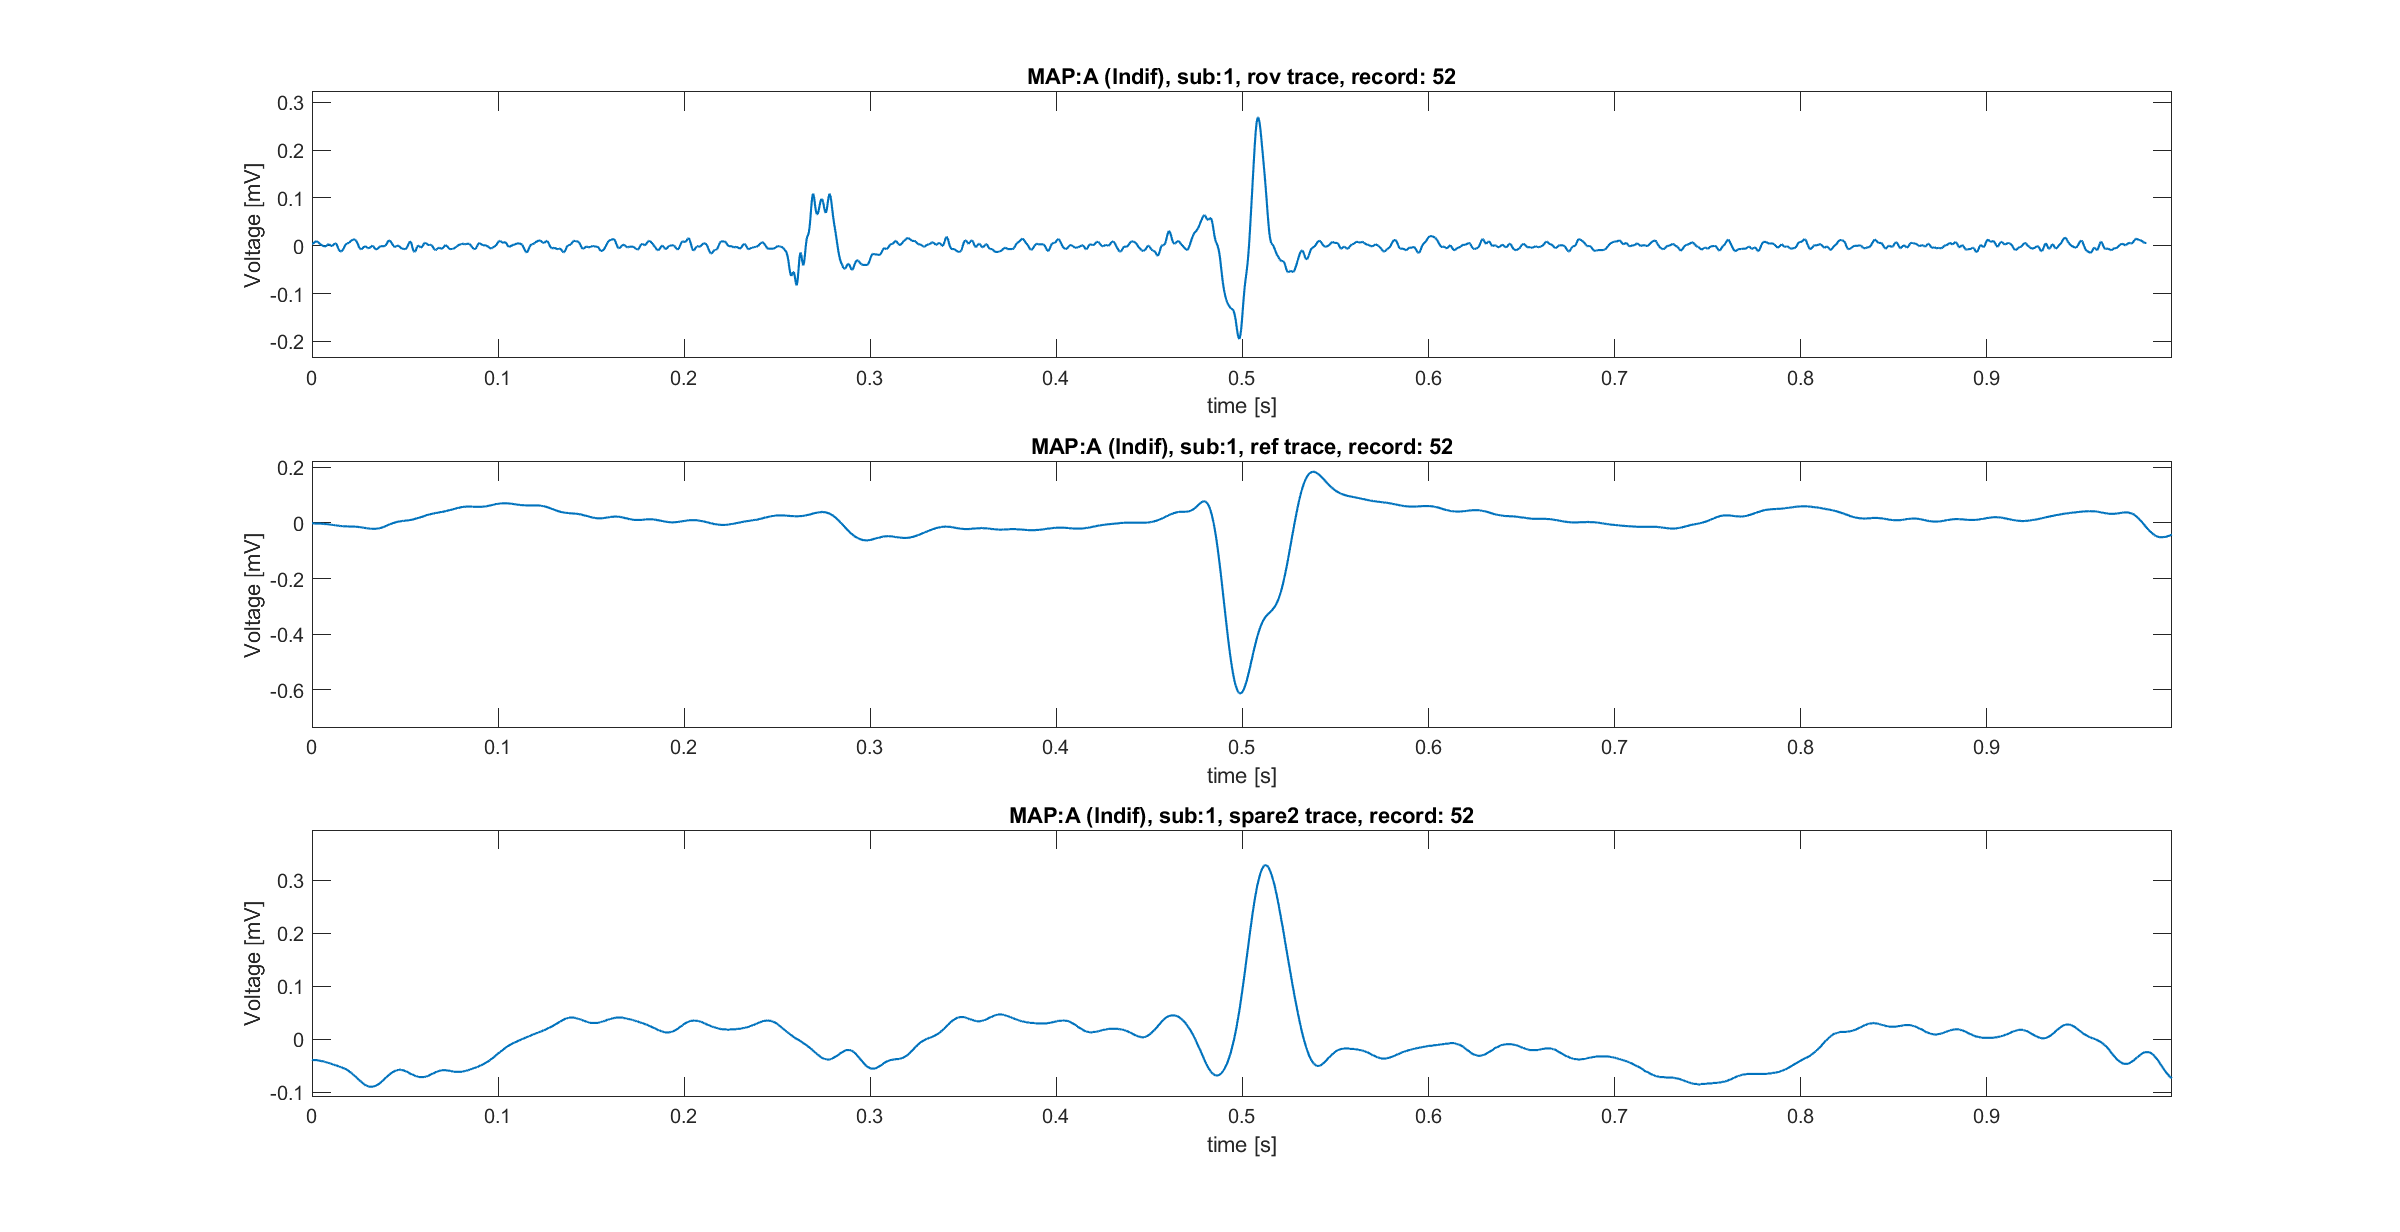 MAP:A (Indif), sub:1, rov trace, record: 52
0.3
0.2
0.1
0
-0.1
-0.2
Voltage [mV]
0 0.1 0.2 0.3 0.4 0.5 0.6 0.7 0.8 0.9
time [s]
MAP:A (Indif), sub:1, ref trace, record: 52
0.2
0
-0.2
-0.4
-0.6
Voltage [mV]
0 0.1 0.2 0.3 0.4 0.5 0.6 0.7 0.8 0.9
time [s]
MAP:A (Indif), sub:1, spare2 trace, record: 52
0.3
0.2
0.1
0
-0.1
Voltage [mV]
0 0.1 0.2 0.3 0.4 0.5 0.6 0.7 0.8 0.9
time [s]